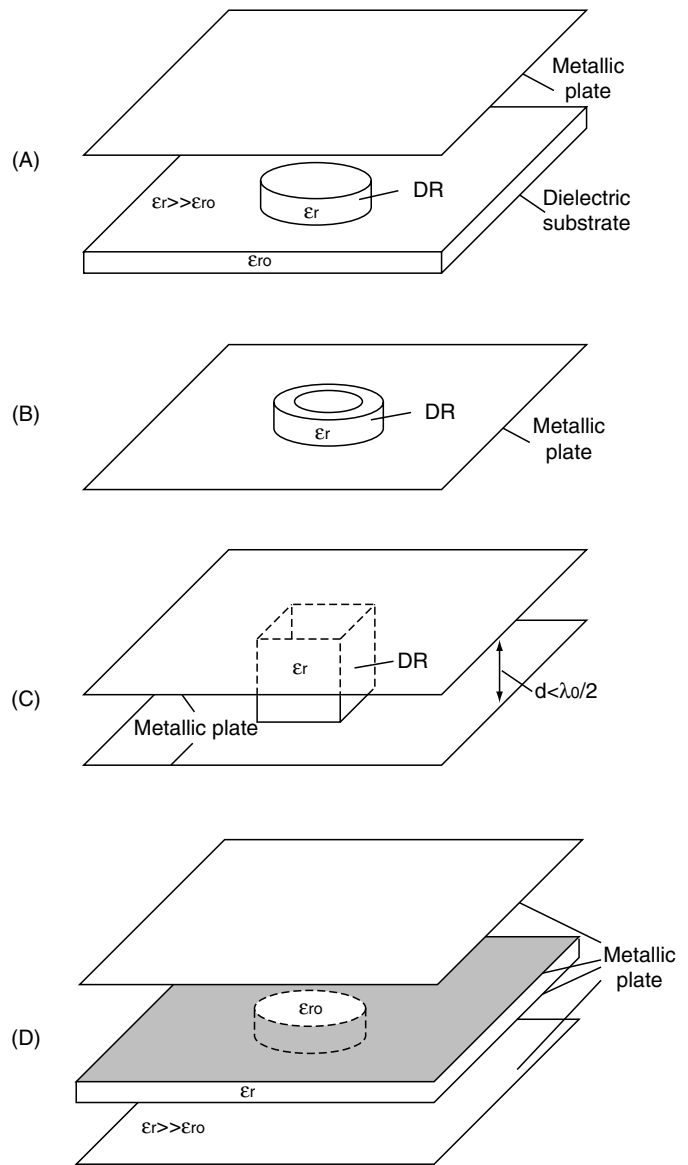 Metallic
plate
(A)
εr>>εro
DR
εr
Dielectric
substrate
εro
(B)
DR
εr
Metallic
plate
(C)
εr
DR
d<λ0/2
Metallic plate
(D)
Metallic
plate
εro
εr
εr>>εro